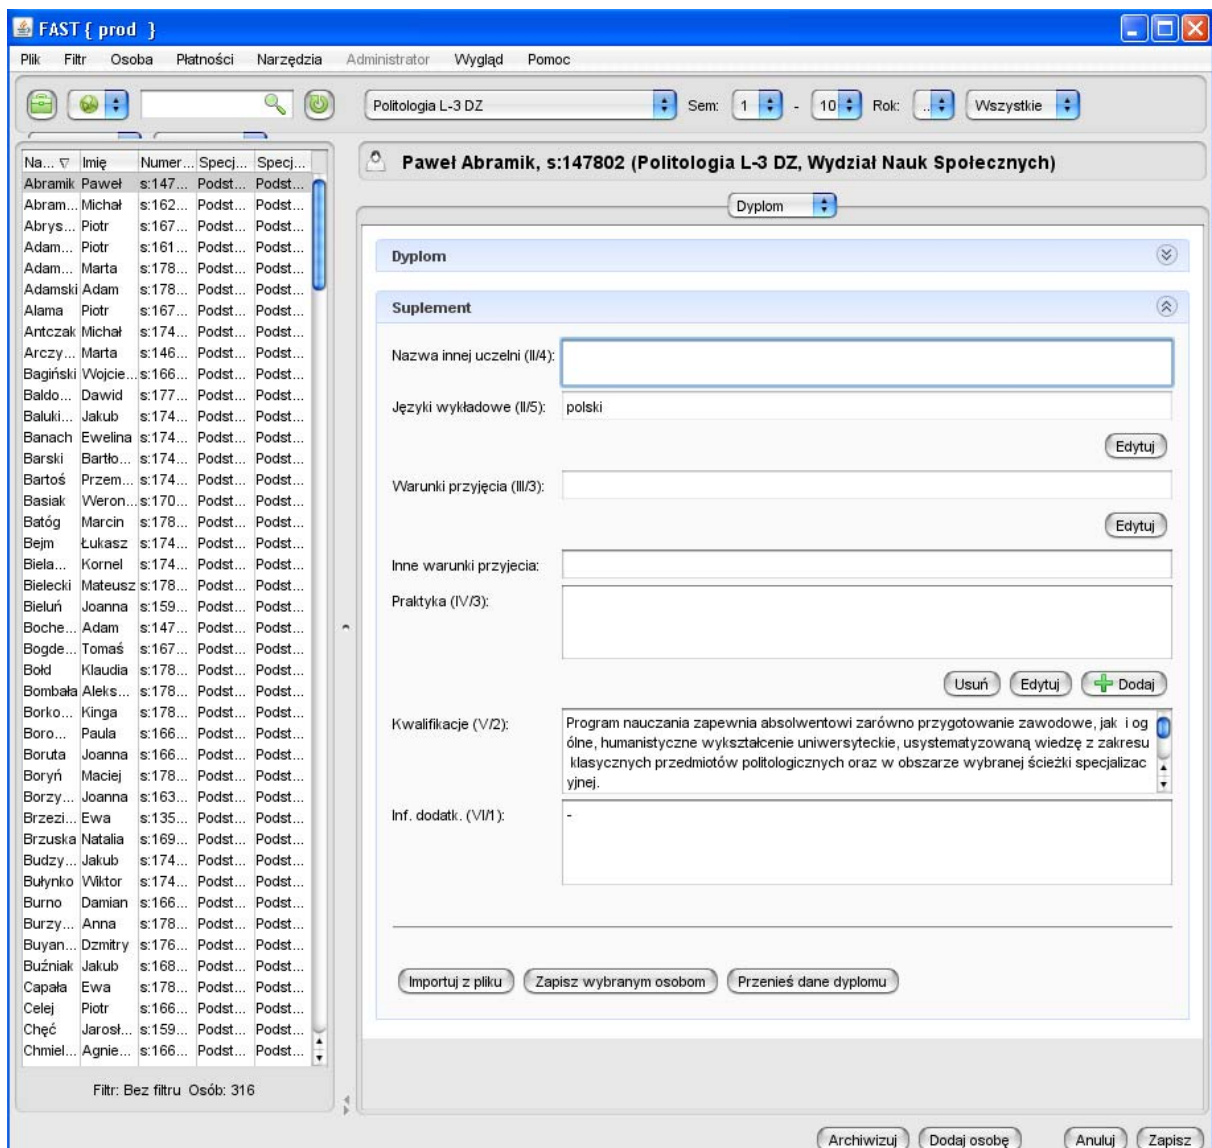 FAST { prod }
Plik Filtr Osoba Płatności Narzędzia Administrator Wygląd Pomoc
Politologia L-3 DZ Sem: 1 - 10 Rok: .. Wszystkie
Na... Imię Numer... Specj... Specj...
Abramik Paweł s:147... Podst... Podst...
Abram... Michał s:162... Podst... Podst...
Abrys... Piotr s:167... Podst... Podst...
Adam... Piotr s:161... Podst... Podst...
Adam... Marta s:178... Podst... Podst...
Adamski Adam s:178... Podst... Podst...
Alama Piotr s:167... Podst... Podst...
Antczak Michał s:174... Podst... Podst...
Arczy... Marta s:146... Podst... Podst...
Bagiński Wojcie... s:166... Podst... Podst...
Baldo... Dawid s:177... Podst... Podst...
Baluki... Jakub s:174... Podst... Podst...
Banach Ewelina s:174... Podst... Podst...
Barski Bartło... s:174... Podst... Podst...
Bartoś Przem... s:174... Podst... Podst...
Basiak Weron... s:170... Podst... Podst...
Batóg Marcin s:178... Podst... Podst...
Bejm Łukasz s:174... Podst... Podst...
Biela... Kornel s:174... Podst... Podst...
Bielecki Mateusz s:178... Podst... Podst...
Bieluń Joanna s:159... Podst... Podst...
Boche... Adam s:147... Podst... Podst...
Bogde... Tomaś s:167... Podst... Podst...
Bołd Klaudia s:178... Podst... Podst...
Bombała Aleks... s:178... Podst... Podst...
Borko... Kinga s:178... Podst... Podst...
Boro... Paula s:166... Podst... Podst...
Boruta Joanna s:166... Podst... Podst...
Boryń Maciej s:178... Podst... Podst...
Borzy... Joanna s:163... Podst... Podst...
Brzezi... Ewa s:135... Podst... Podst...
Brzuska Natalia s:169... Podst... Podst...
Budzy... Jakub s:174... Podst... Podst...
Bułynko Wiktor s:174... Podst... Podst...
Burno Damian s:166... Podst... Podst...
Burzy... Anna s:178... Podst... Podst...
Buyan... Dzmitry s:176... Podst... Podst...
Buźniak Jakub s:168... Podst... Podst...
Capała Ewa s:178... Podst... Podst...
Celej Piotr s:166... Podst... Podst...
Chęć Jarosł... s:159... Podst... Podst...
Chmiel... Agnie... s:166... Podst... Podst...
Filtr: Bez filtru Osób: 316
Paweł Abramik, s:147802 (Politologia L-3 DZ, Wydział Nauk Społecznych)
Dyplom
Dyplom
Suplement
Nazwa innej uczelni (II/4):
Języki wykładowe (II/5): polski
Edytuj
Warunki przyjęcia (III/3):
Edytuj
Inne warunki przyjecia:
Praktyka (IV/3):
Usuń Edytuj Dodaj
Kwalifikacje (V/2): Program nauczania zapewnia absolwentowi zarówno przygotowanie zawodowe, jak i og
ólne, humanistyczne wykształcenie uniwersyteckie, usystematyzowaną wiedzę z zakresu
klasycznych przedmiotów politologicznych oraz w obszarze wybranej ścieżki specjalizac
yjnej.
Inf. dodatk. (VI/1): -
Importuj z pliku Zapisz wybranym osobom Przenieś dane dyplomu
Archiwizuj Dodaj osobę Anuluj Zapisz